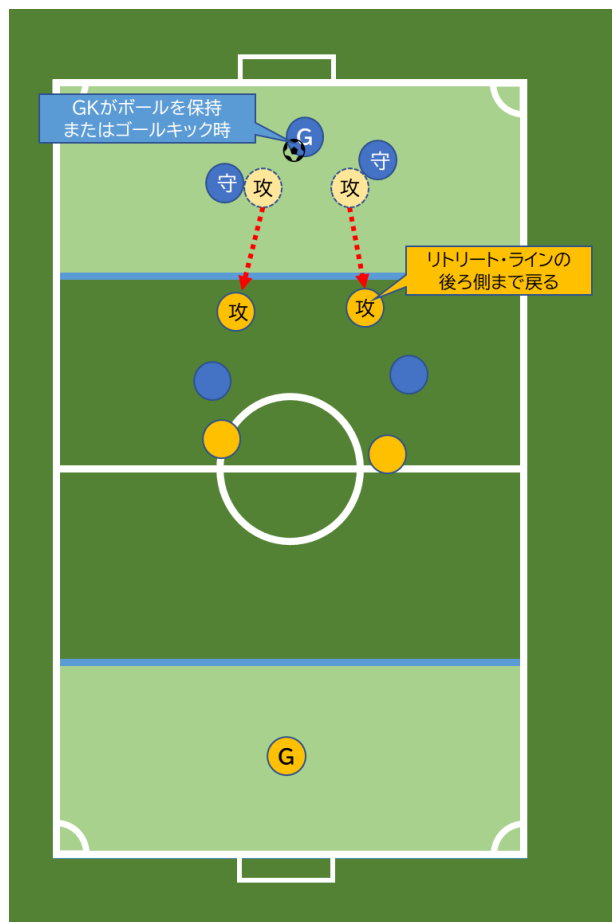 GKがボールを保持
またはゴールキック時
G
守
攻
攻
守
リトリート・ラインの
後ろ側まで戻る
攻
攻
G